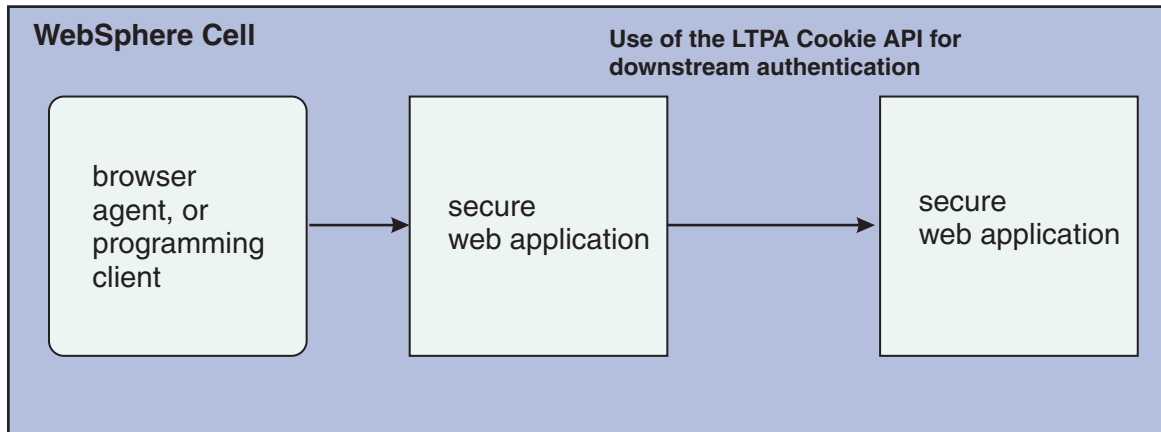 WebSphere Cell
Use of the LTPA Cookie API for
downstream authentication
browser
agent, or
programming
client
secure
web application
secure
web application